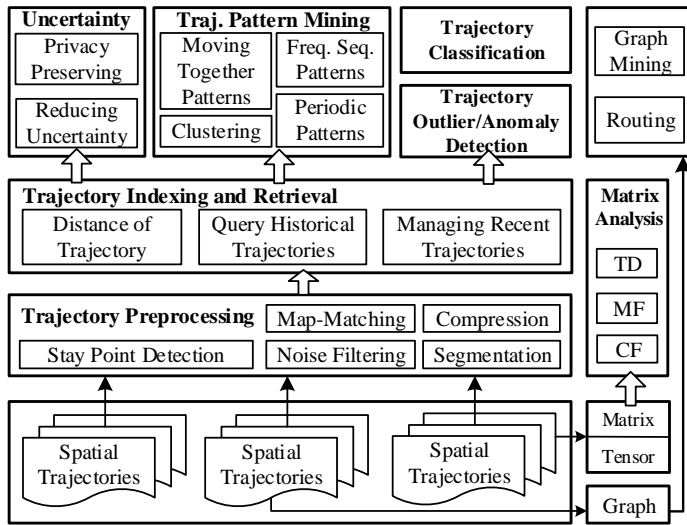 Uncertainty
Privacy
Preserving
Reducing
Uncertainty
Traj. Pattern Mining
Moving
Together
Patterns
Clustering
Freq. Seq.
Patterns
Periodic
Patterns
Trajectory
Classification
Trajectory
Outlier/Anomaly
Detection
Graph
Mining
Routing
Trajectory Indexing and Retrieval
Distance of
Trajectory
Query Historical
Trajectories
Managing Recent
Trajectories
Matrix
Analysis
TD
MF
CF
Trajectory Preprocessing
Map-Matching
Compression
Stay Point Detection
Noise Filtering
Segmentation
Spatial
Trajectories
Spatial
Trajectories
Spatial
Trajectories
Matrix
Tensor
Graph